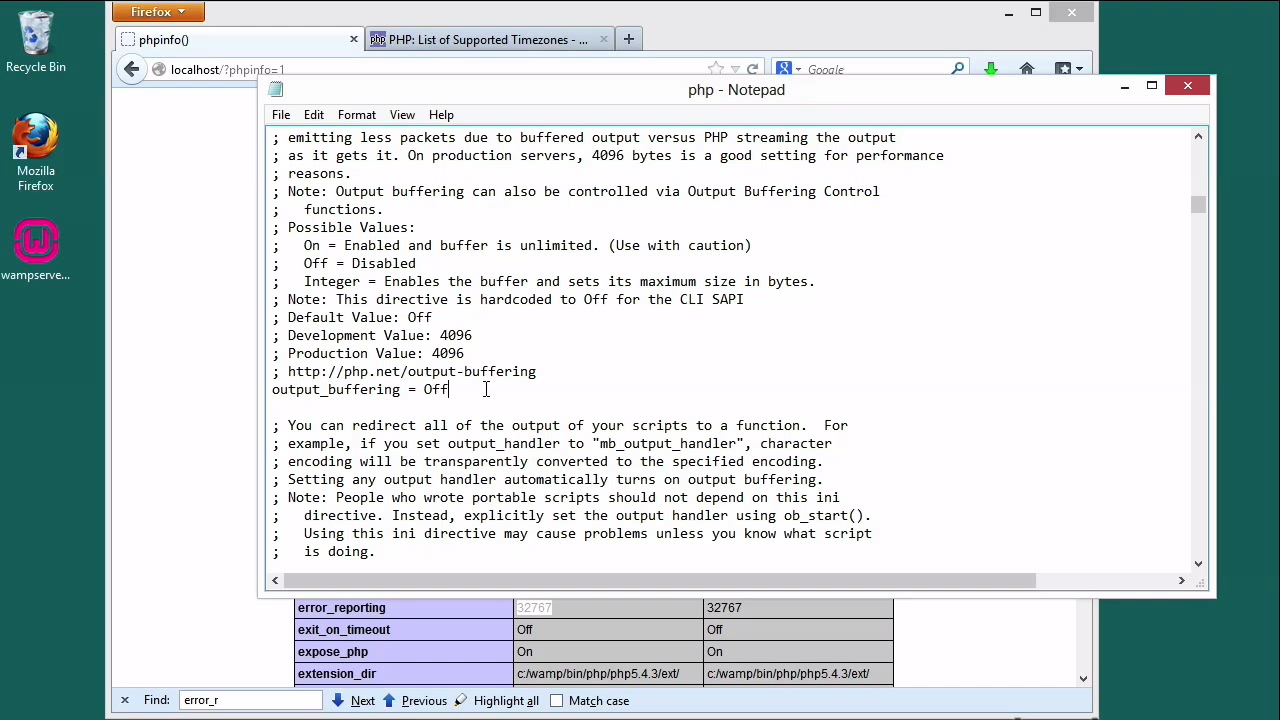 Recycle Bin
Mozilla
Firefox
wampserve...
Firefox
phpinfo()
PHP: List of Supported Timezones - ...
localhost/?phpinfo=1
Google
php - Notepad
File Edit Format View Help
; emitting less packets due to buffered output versus PHP streaming the output
; as it gets it. On production servers, 4096 bytes is a good setting for performance
; reasons.
; Note: Output buffering can also be controlled via Output Buffering Control
;   functions.
; Possible Values:
;   On = Enabled and buffer is unlimited. (Use with caution)
;   Off = Disabled
;   Integer = Enables the buffer and sets its maximum size in bytes.
; Note: This directive is hardcoded to Off for the CLI SAPI
; Default Value: Off
; Development Value: 4096
; Production Value: 4096
; http://php.net/output-buffering
output_buffering = Off
; You can redirect all of the output of your scripts to a function.  For
; example, if you set output_handler to "mb_output_handler", character
; encoding will be transparently converted to the specified encoding.
; Setting any output handler automatically turns on output buffering.
; Note: People who wrote portable scripts should not depend on this ini
;   directive. Instead, explicitly set the output handler using ob_start().
;   Using this ini directive may cause problems unless you know what script
;   is doing.
error_reporting 32767 32767
exit_on_timeout Off Off
expose_php On On
extension_dir c:/wamp/bin/php/php5.4.3/ext/ c:/wamp/bin/php/php5.4.3/ext/
Find: error_r Next Previous Highlight all Match case